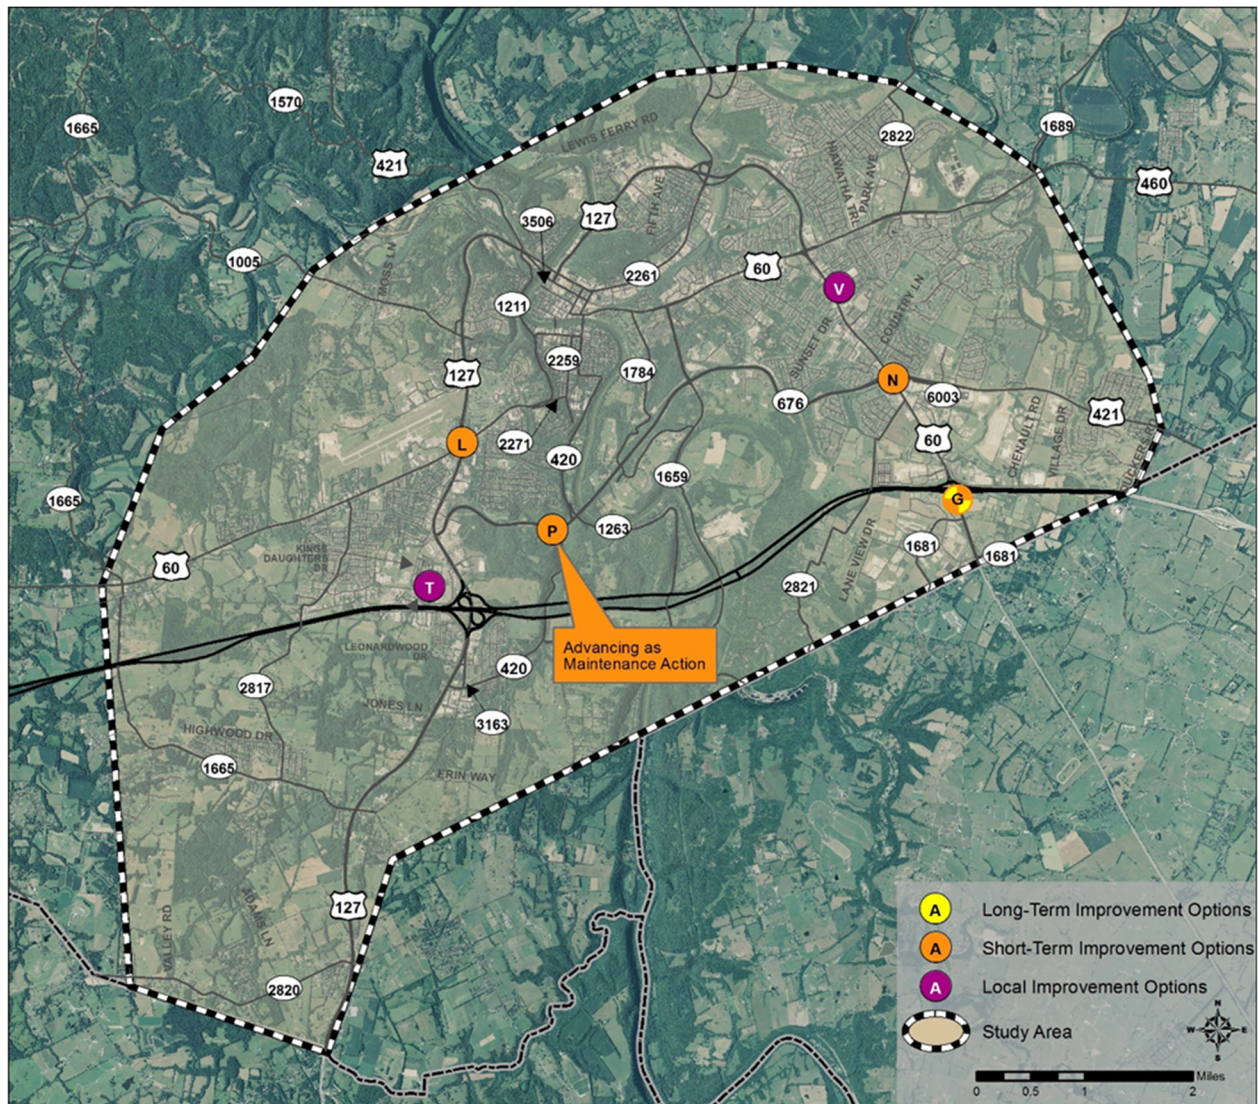 LEWIS FERRY RD
1570
1665
421
1689
2822
460
HIAWATHA TRL
PARK AVE
3506
127
FIFTH AVE
1005
MOSS LN
2261
60
V
1211
COUNTRY LN
SUNSET DR
2259
1784
127
676
N
6003
421
60
CHENAULT RD
VILLAGE DR
L
2271
420
1659
1665
G
P
1263
KINGS
DAUGHTERS
DR
60
T
1681
1681
2821
LANE VIEW DR
Advancing as
Maintenance Action
LEONARDWOOD
DR
420
2817
JONES LN
3163
HIGHWOOD DR
1665
ERIN WAY
127
VALLEY RD
ADAMS LN
2820
A Long-Term Improvement Options
A Short-Term Improvement Options
A Local Improvement Options
Study Area
N
W E
S
Miles
0 0.5 1 2